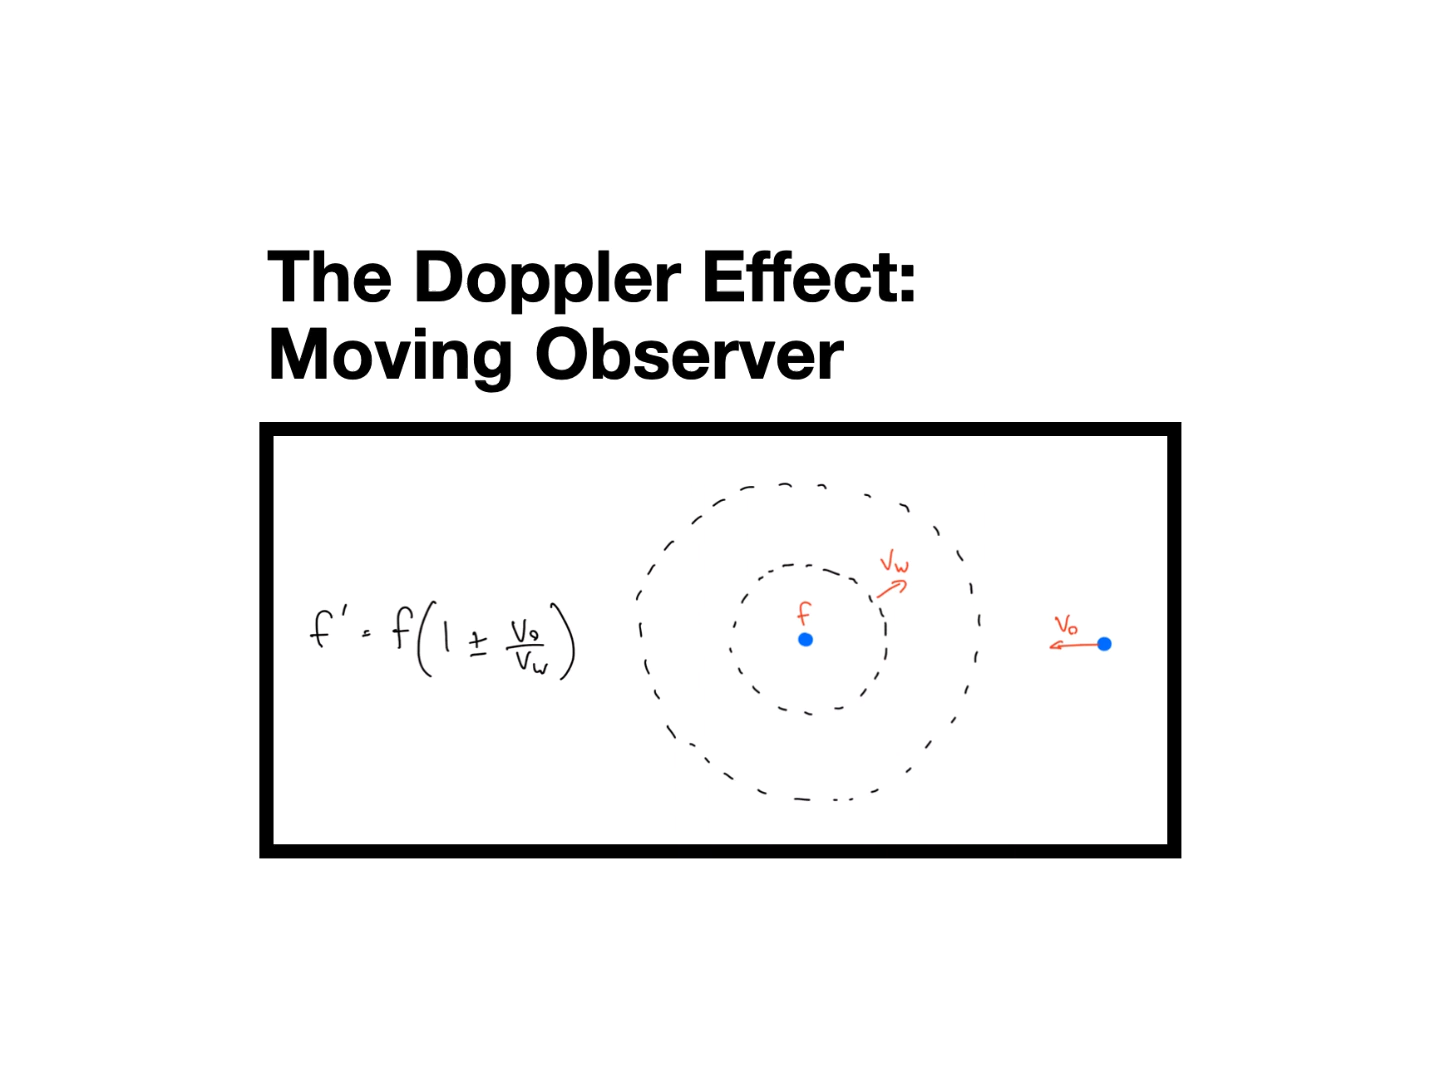 The Doppler Effect:
Moving Observer
f' = f(1 ± vo/vw)
f
vw
vo